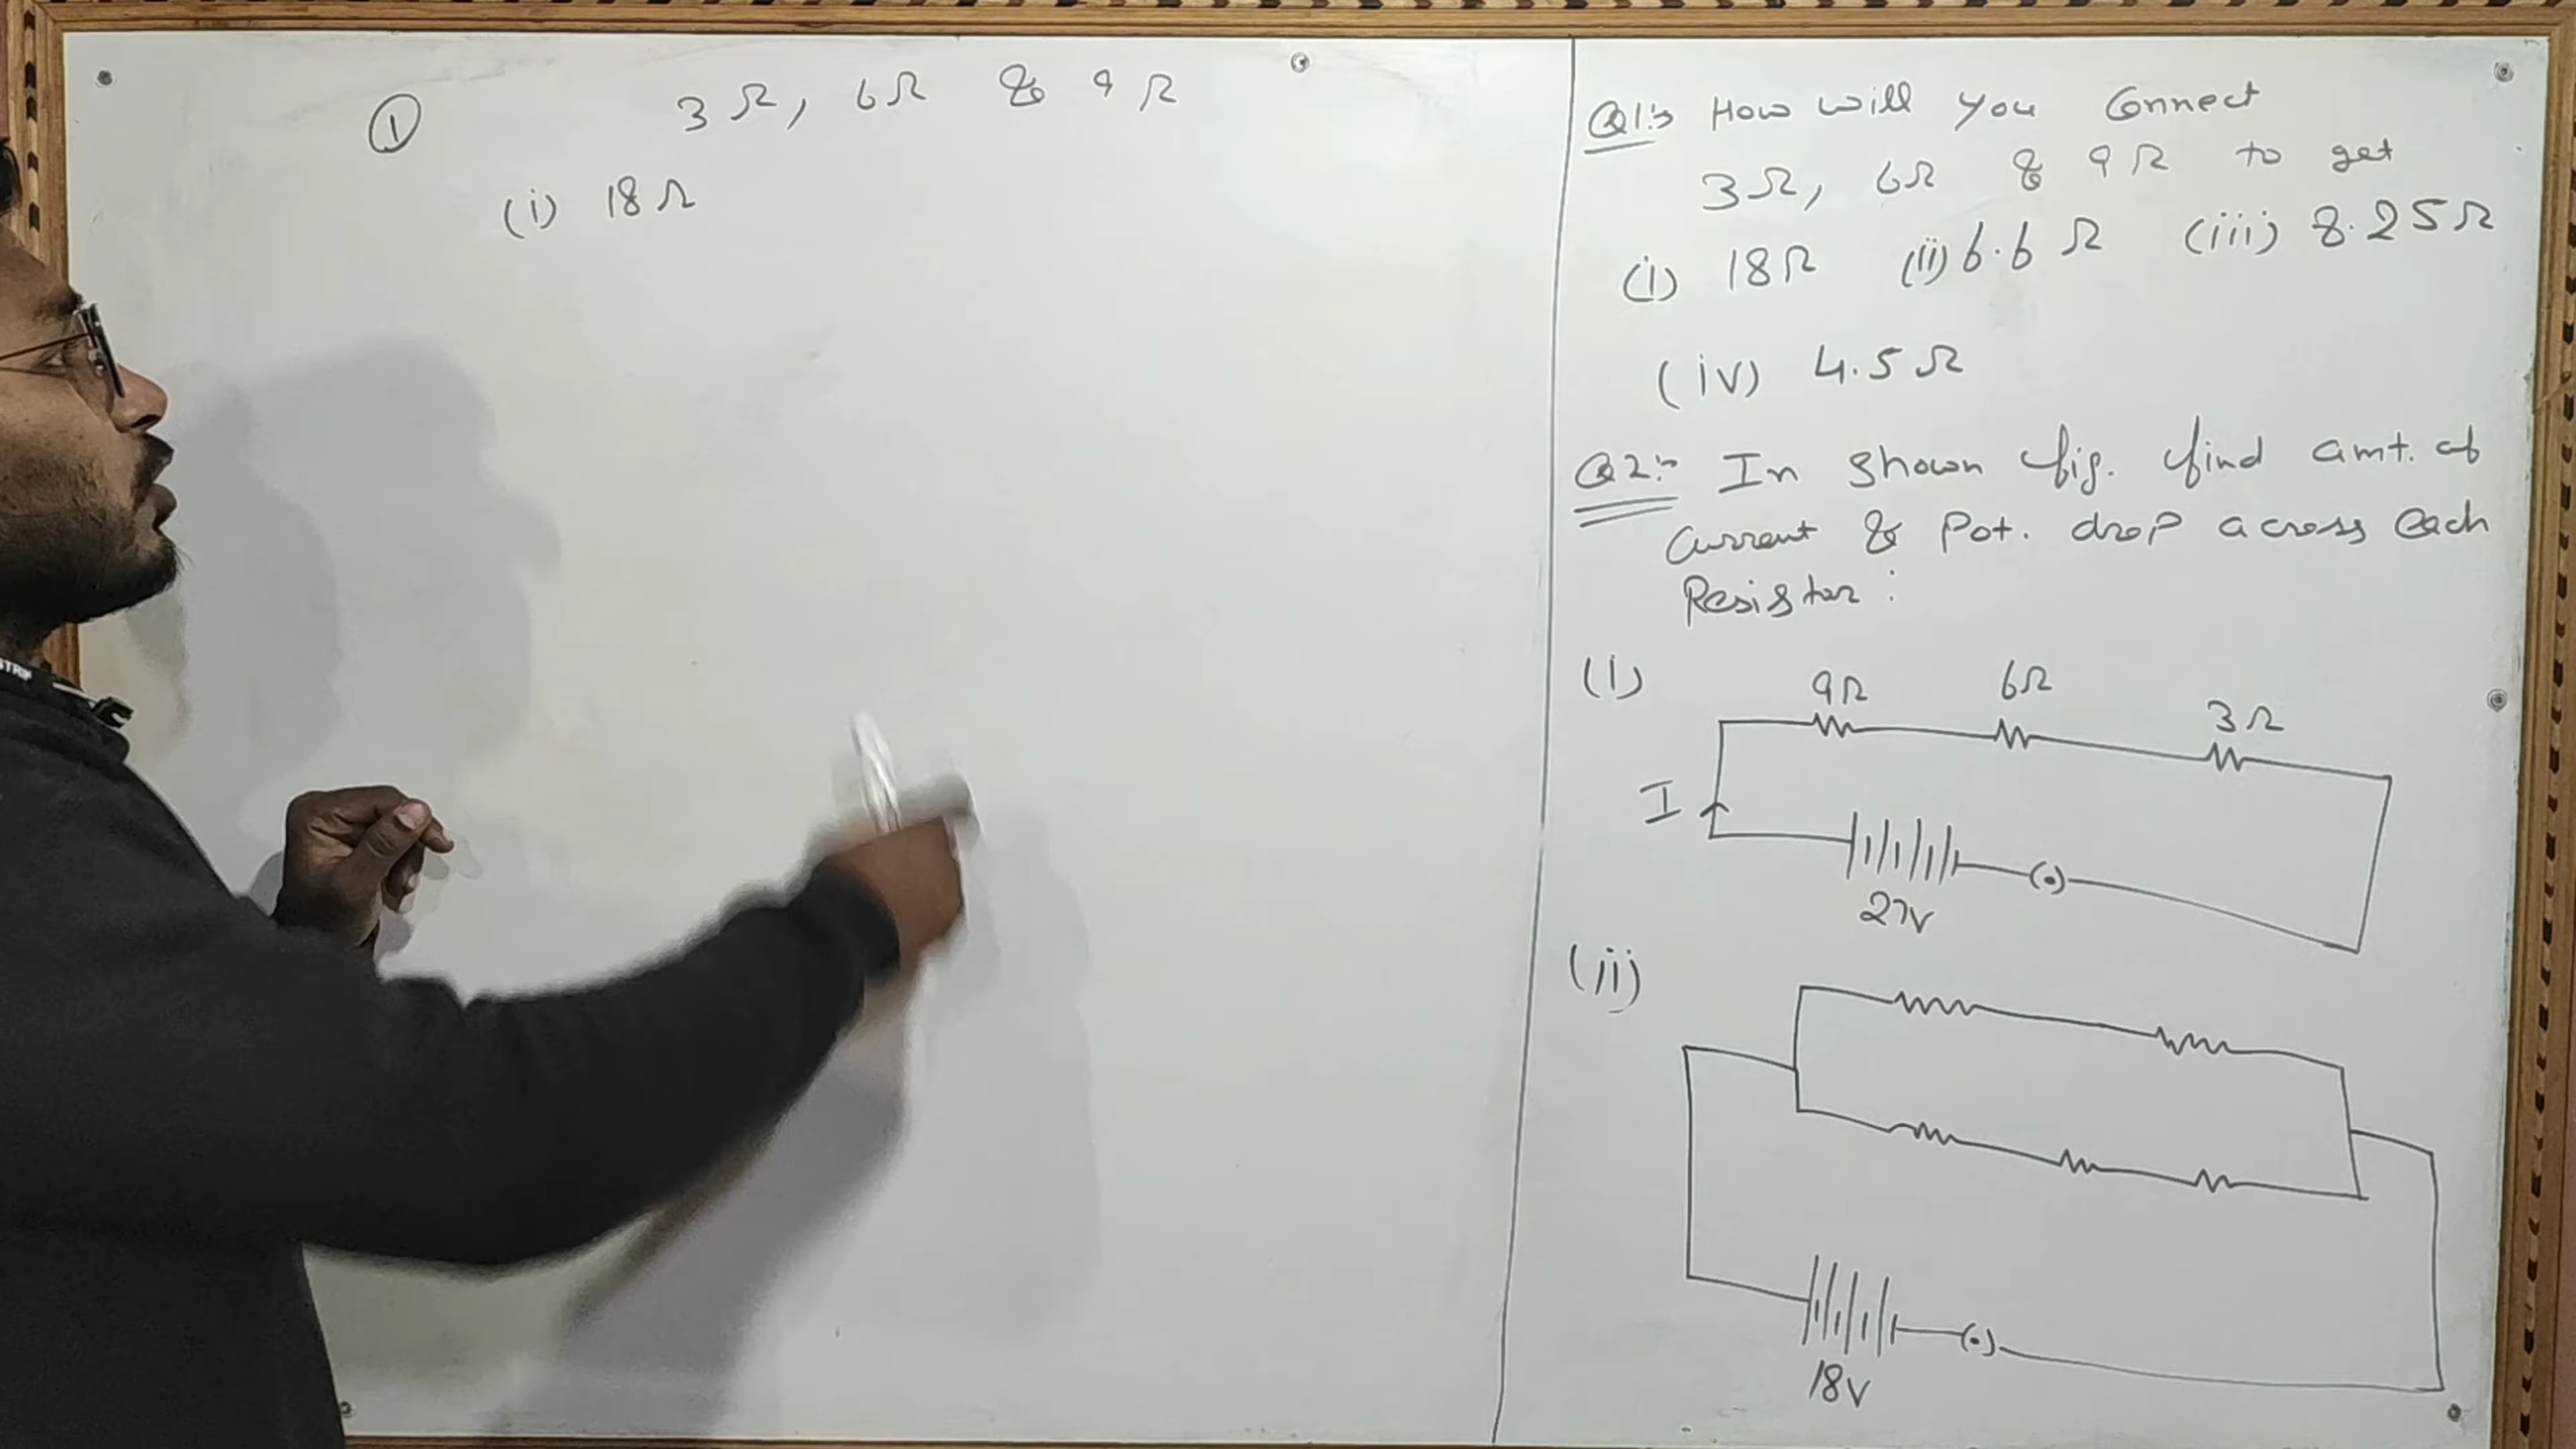 ① 3Ω, 6Ω & 9Ω
(i) 18Ω
Q1:→ How will you Connect
3Ω, 6Ω & 9Ω to get
(i) 18Ω (ii) 6.6Ω (iii) 8.25Ω
(iv) 4.5Ω
Q2:→ In shown fig. find amt. of
Current & Pot. drop across each
Resistor :
(i)
9Ω 6Ω 3Ω
I
27V
(ii)
18V